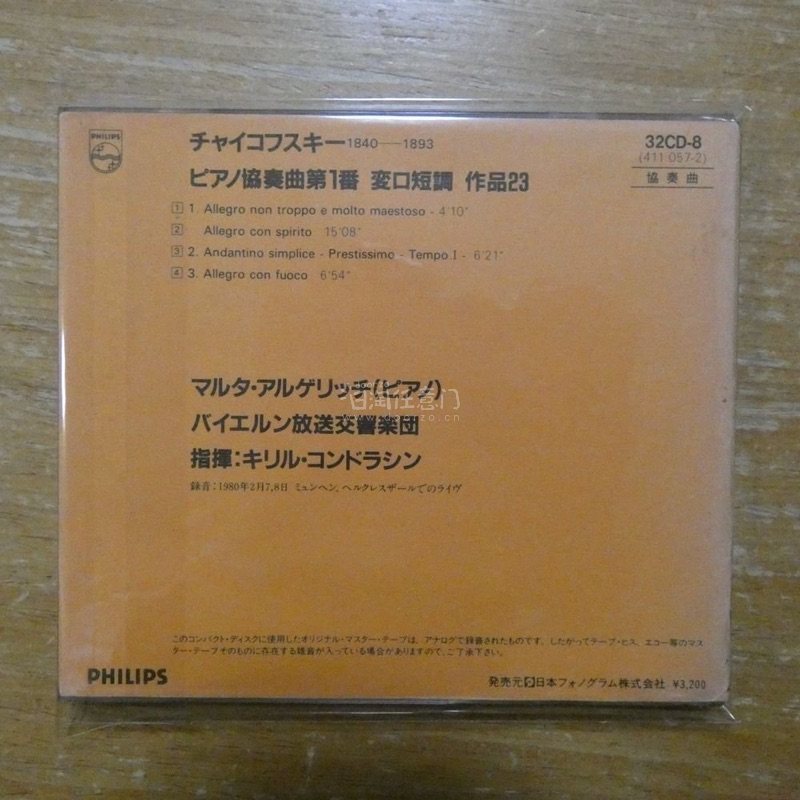 PHILIPS
チャイコフスキー1840——1893
32CD-8
(411 057-2)
ピアノ協奏曲第1番 変ロ短調 作品23
協奏曲
1 1. Allegro non troppo e molto maestoso - 4'10"
2 Allegro con spirito 15'08"
3 2. Andantino simplice - Prestissimo - Tempo I - 6'21"
4 3. Allegro con fuoco 6'54"
マルタ・アルゲリッチ(ピアノ)
バイエルン放送交響楽団
指揮:キリル・コンドラシン
録音:1980年2月7,8日 ミュンヘン,ヘルクレスザールでのライヴ
このコンパクト・ディスクに使用したオリジナル・マスター・テープは、アナログで録音されたものです。したがってテープ・ヒス、エコー等のマス
ター・テープそのものに存在する雑音が入っている場合がありますので、ご了承下さい。
PHILIPS
発売元 日本フォノグラム株式会社 ¥3,200